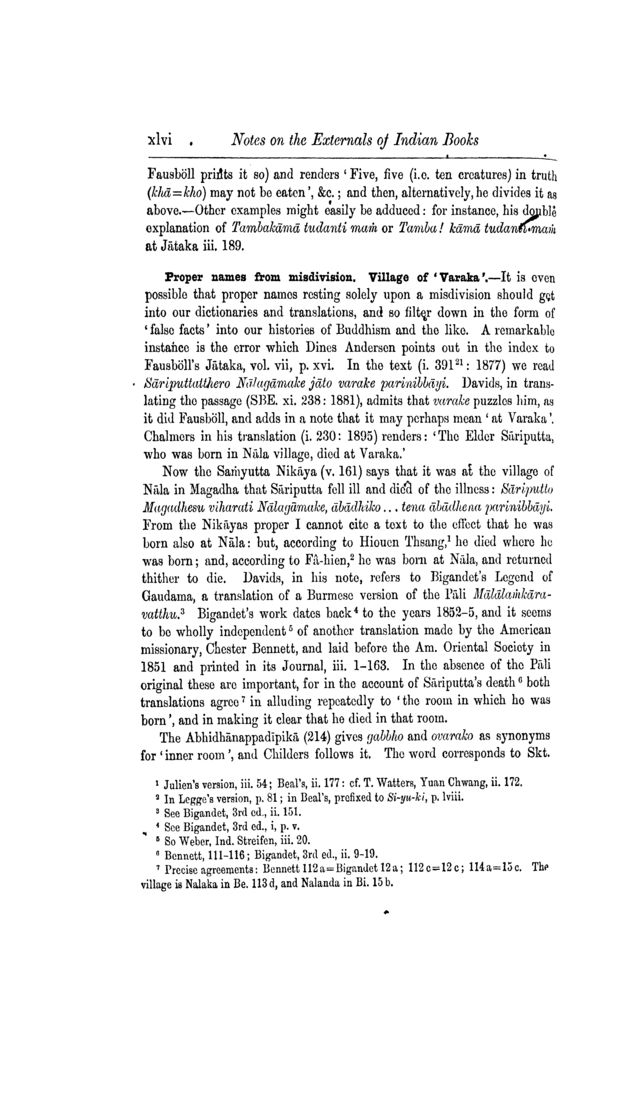 xlvi . Notes on the Externals of Indian Books
Fausböll prints it so) and renders ‘Five, five (i.e. ten creatures) in truth
(khā=kho) may not be eaten’, &c.; and then, alternatively, he divides it as
above.—Other examples might easily be adduced: for instance, his double
explanation of Tambakāmā tudanti maṁ or Tamba! kāmā tudanti maṁ
at Jātaka iii. 189.
Proper names from misdivision. Village of ‘Varaka’.—It is even
possible that proper names resting solely upon a misdivision should get
into our dictionaries and translations, and so filter down in the form of
‘false facts’ into our histories of Buddhism and the like. A remarkable
instance is the error which Dines Andersen points out in the index to
Fausböll's Jātaka, vol. vii, p. xvi. In the text (i. 391²¹: 1877) we read
Sāriputtatthero Nālagāmake jāto varake parinibbāyi. Davids, in trans-
lating the passage (SBE. xi. 238: 1881), admits that varake puzzles him, as
it did Fausböll, and adds in a note that it may perhaps mean ‘at Varaka’.
Chalmers in his translation (i. 230: 1895) renders: ‘The Elder Sāriputta,
who was born in Nāla village, died at Varaka.’
Now the Saṁyutta Nikāya (v. 161) says that it was at the village of
Nāla in Magadha that Sāriputta fell ill and died of the illness: Sāriputto
Magadhesu viharati Nālagāmake, ābādhiko ... tena ābādhena parinibbāyi.
From the Nikāyas proper I cannot cite a text to the effect that he was
born also at Nāla: but, according to Hiouen Thsang,¹ he died where he
was born; and, according to Fâ-hien,² he was born at Nāla, and returned
thither to die. Davids, in his note, refers to Bigandet's Legend of
Gaudama, a translation of a Burmese version of the Pāli Mālālaṁkāra-
vatthu.³ Bigandet's work dates back⁴ to the years 1852–5, and it seems
to be wholly independent⁵ of another translation made by the American
missionary, Chester Bennett, and laid before the Am. Oriental Society in
1851 and printed in its Journal, iii. 1–163. In the absence of the Pāli
original these are important, for in the account of Sāriputta's death⁶ both
translations agree⁷ in alluding repeatedly to ‘the room in which he was
born’, and in making it clear that he died in that room.
The Abhidhānappadīpikā (214) gives gabbho and ovarako as synonyms
for ‘inner room’, and Childers follows it. The word corresponds to Skt.
¹ Julien's version, iii. 54; Beal's, ii. 177: cf. T. Watters, Yuan Chwang, ii. 172.
² In Legge's version, p. 81; in Beal's, prefixed to Si-yu-ki, p. lviii.
³ See Bigandet, 3rd ed., ii. 151.
⁴ See Bigandet, 3rd ed., i, p. v.
⁵ So Weber, Ind. Streifen, iii. 20.
⁶ Bennett, 111–116; Bigandet, 3rd ed., ii. 9–19.
⁷ Precise agreements: Bennett 112 a=Bigandet 12 a; 112 c=12 c; 114 a=15 c. The
village is Nalaka in Be. 113 d, and Nalanda in Bi. 15 b.